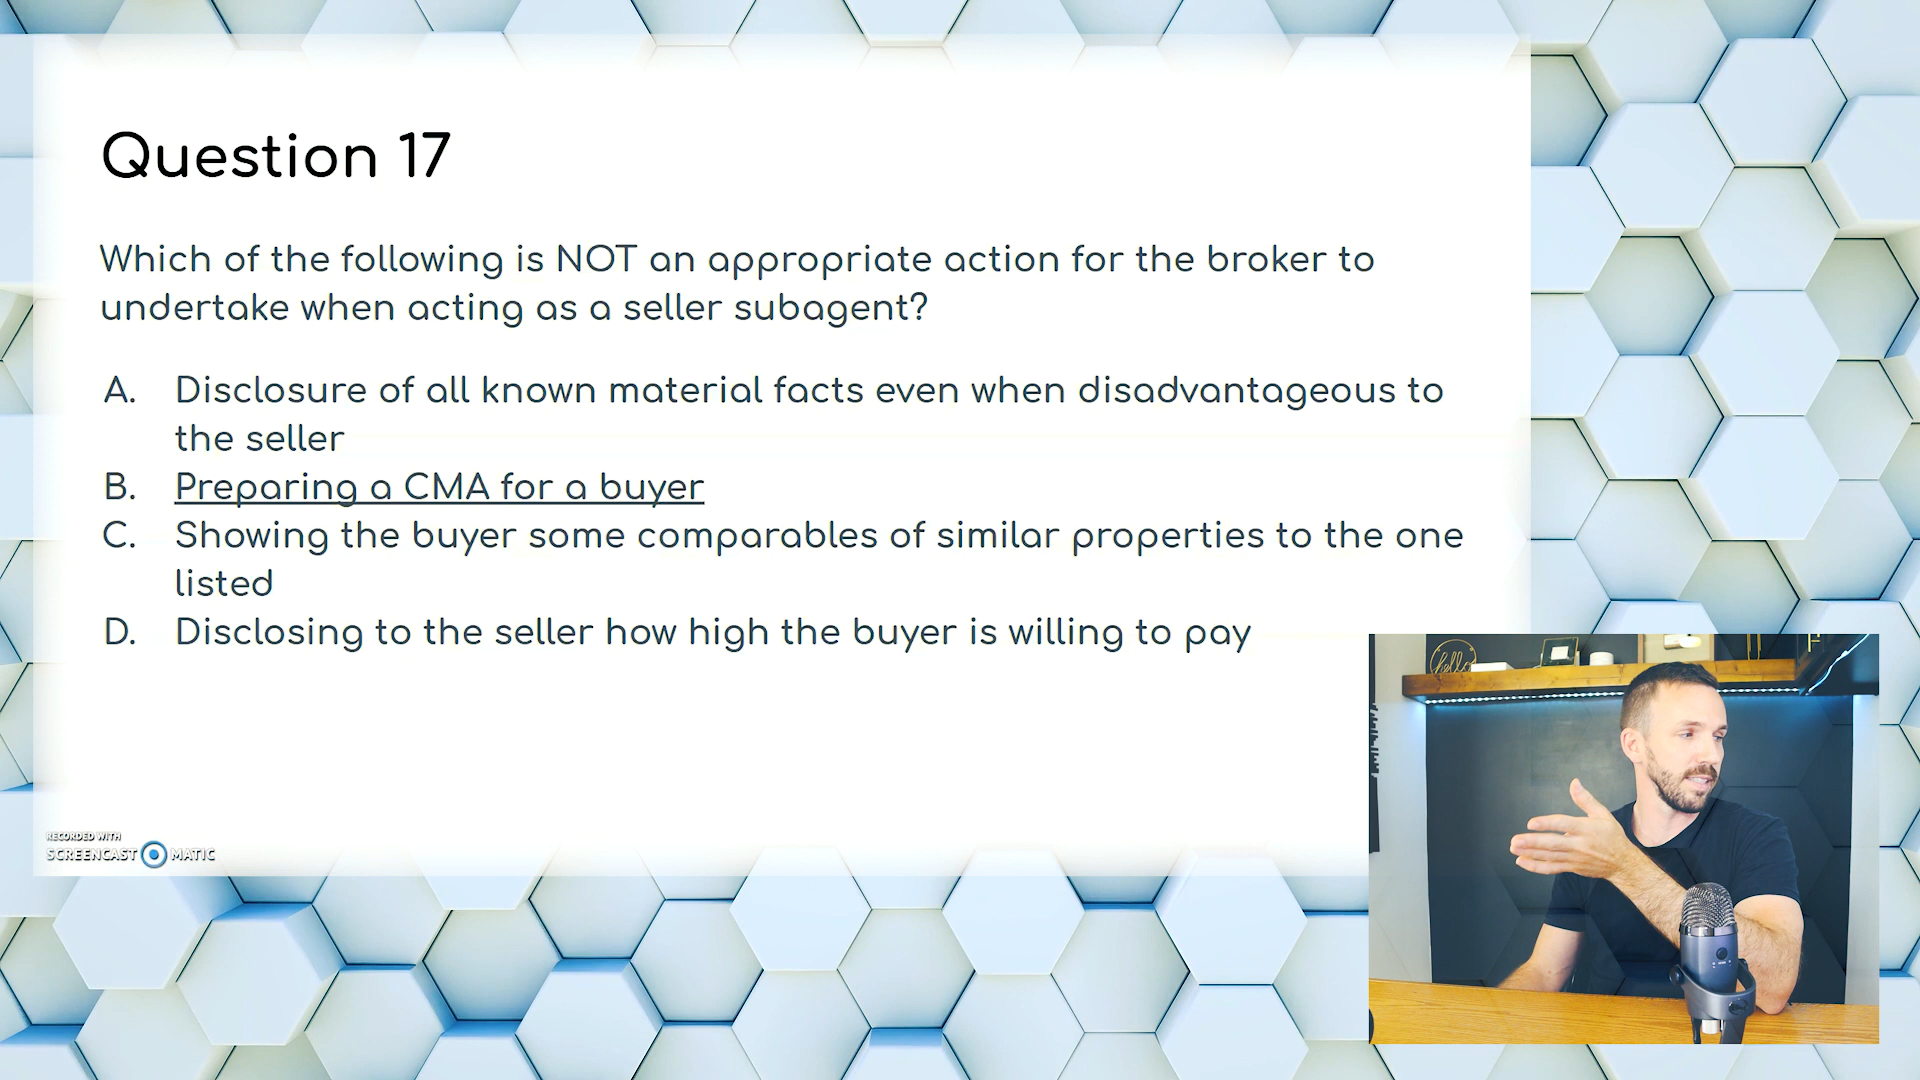 Question 17
Which of the following is NOT an appropriate action for the broker to
undertake when acting as a seller subagent?
A. Disclosure of all known material facts even when disadvantageous to
the seller
B. Preparing a CMA for a buyer
C. Showing the buyer some comparables of similar properties to the one
listed
D. Disclosing to the seller how high the buyer is willing to pay
hello
RECORDED WITH
SCREENCAST MATIC